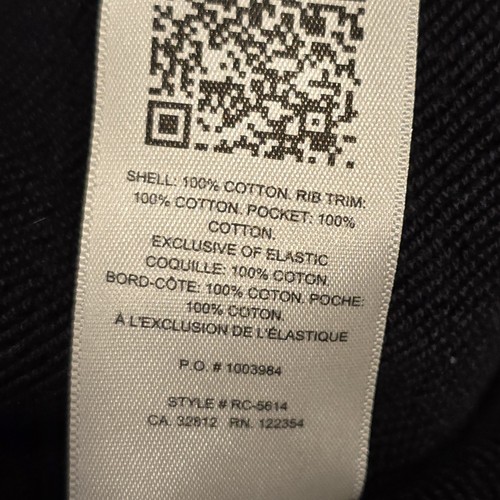 SHELL: 100% COTTON. RIB TRIM:
100% COTTON. POCKET: 100%
COTTON.
EXCLUSIVE OF ELASTIC
COQUILLE: 100% COTON.
BORD-CÔTE: 100% COTON. POCHE:
100% COTON.
À L'EXCLUSION DE L'ÉLASTIQUE
P.O. # 1003984
STYLE # RC-5614
CA. 32812 RN. 122354